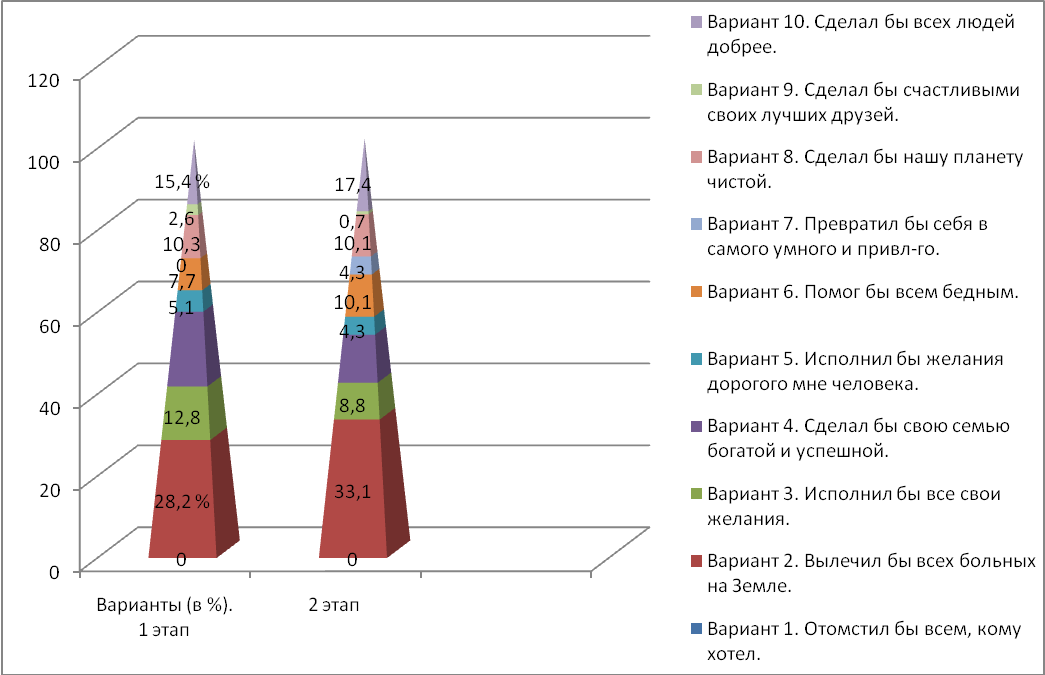 120
100
80
60
40
20
0
15,4 %
2,6
10,3
0
7,7
5,1
12,8
28,2 %
0
17,4
0,7
10,1
4,3
10,1
4,3
8,8
33,1
0
Варианты (в %).
1 этап
2 этап
Вариант 10. Сделал бы всех людей
добрее.
Вариант 9. Сделал бы счастливыми
своих лучших друзей.
Вариант 8. Сделал бы нашу планету
чистой.
Вариант 7. Превратил бы себя в
самого умного и привл-го.
Вариант 6. Помог бы всем бедным.
Вариант 5. Исполнил бы желания
дорогого мне человека.
Вариант 4. Сделал бы свою семью
богатой и успешной.
Вариант 3. Исполнил бы все свои
желания.
Вариант 2. Вылечил бы всех больных
на Земле.
Вариант 1. Отомстил бы всем, кому
хотел.